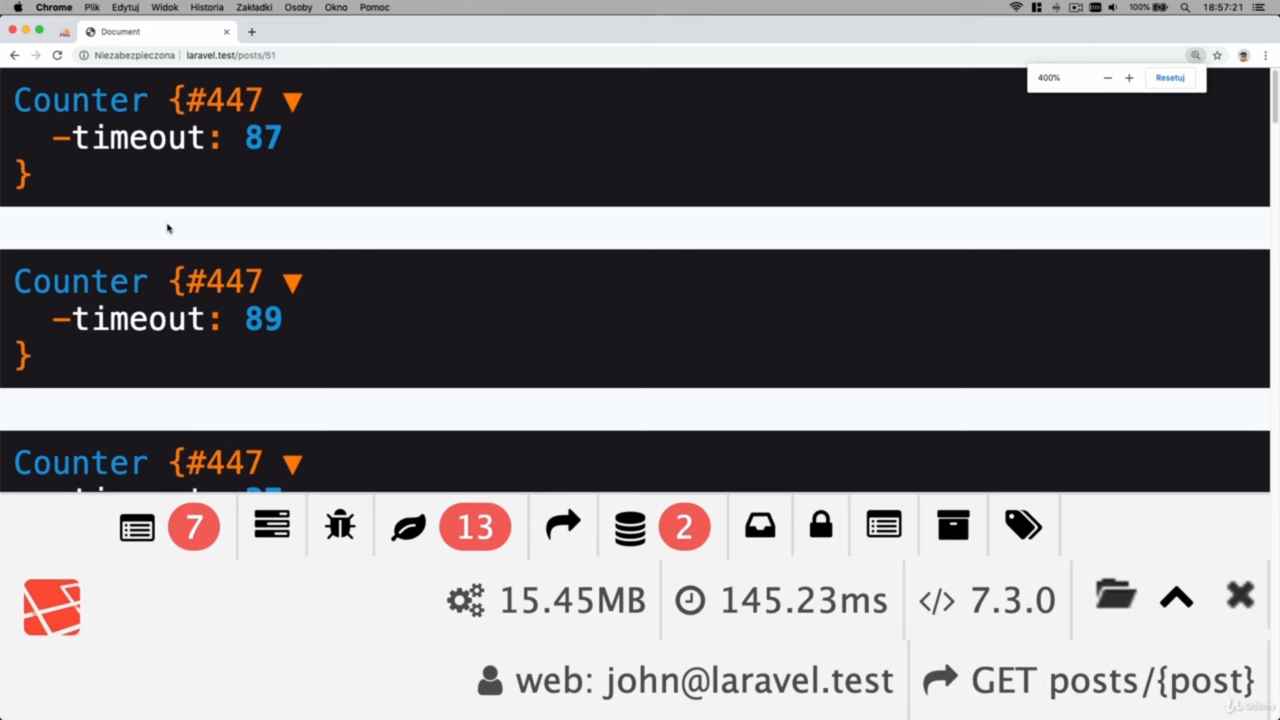 Chrome Plik Edytuj Widok Historia Zakładki Osoby Okno Pomoc 100% 18:57:21
Document
Niezabezpieczona laravel.test/posts/51
400% − + Resetuj
Counter {#447 ▼
-timeout: 87
}
Counter {#447 ▼
-timeout: 89
}
Counter {#447 ▼
7 13 2
15.45MB 145.23ms 7.3.0
web: john@laravel.test GET posts/{post}
Udemy